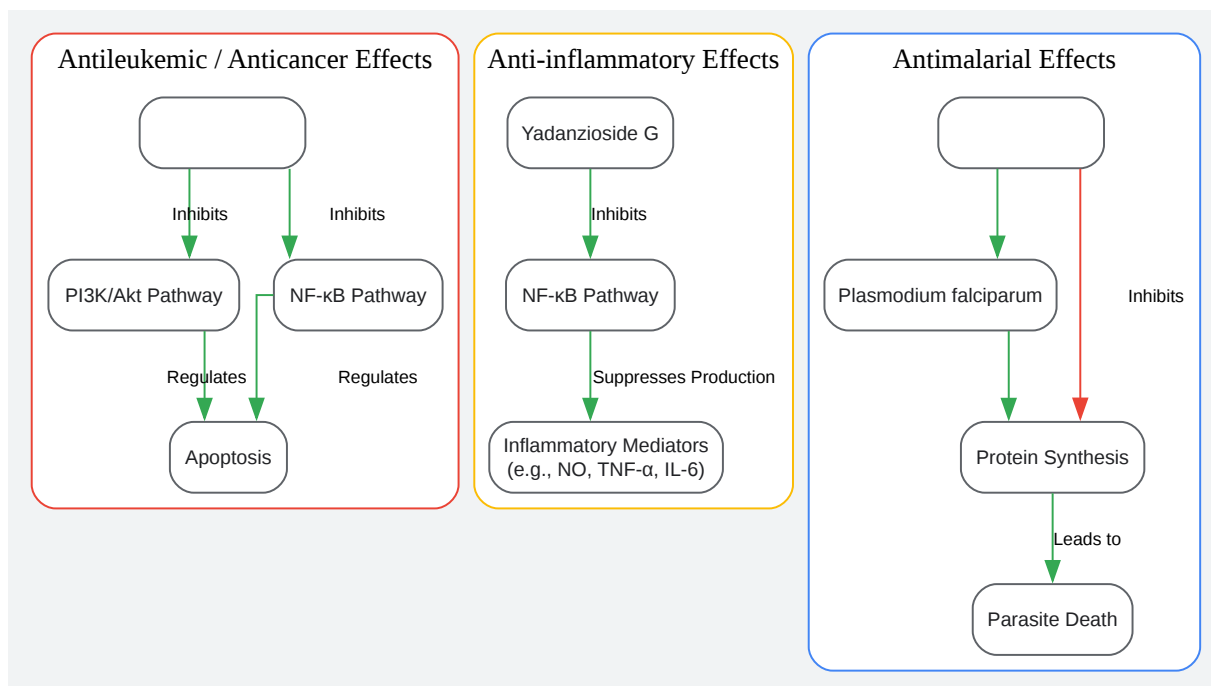 Antileukemic / Anticancer Effects
Inhibits
Inhibits
PI3K/Akt Pathway
NF-κB Pathway
Regulates
Regulates
Apoptosis
Anti-inflammatory Effects
Yadanzioside G
Inhibits
NF-κB Pathway
Suppresses Production
Inflammatory Mediators
(e.g., NO, TNF-α, IL-6)
Antimalarial Effects
Plasmodium falciparum
Inhibits
Protein Synthesis
Leads to
Parasite Death